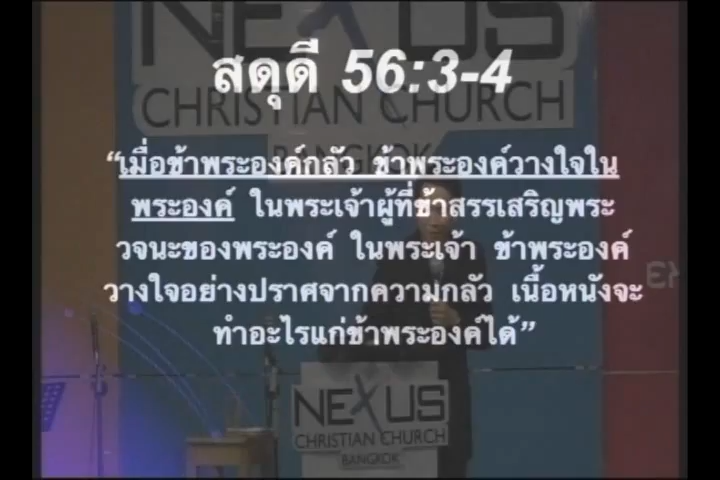 NEXUS
สดุดี 56:3-4
CHRISTIAN CHURCH
BANGKOK
“เมื่อข้าพระองค์กลัว ข้าพระองค์วางใจใน
พระองค์ ในพระเจ้าผู้ที่ข้าสรรเสริญพระ
วจนะของพระองค์ ในพระเจ้า ข้าพระองค์
วางใจอย่างปราศจากความกลัว เนื้อหนังจะ
ทำอะไรแก่ข้าพระองค์ได้”
NEXUS
CHRISTIAN CHURCH
BANGKOK